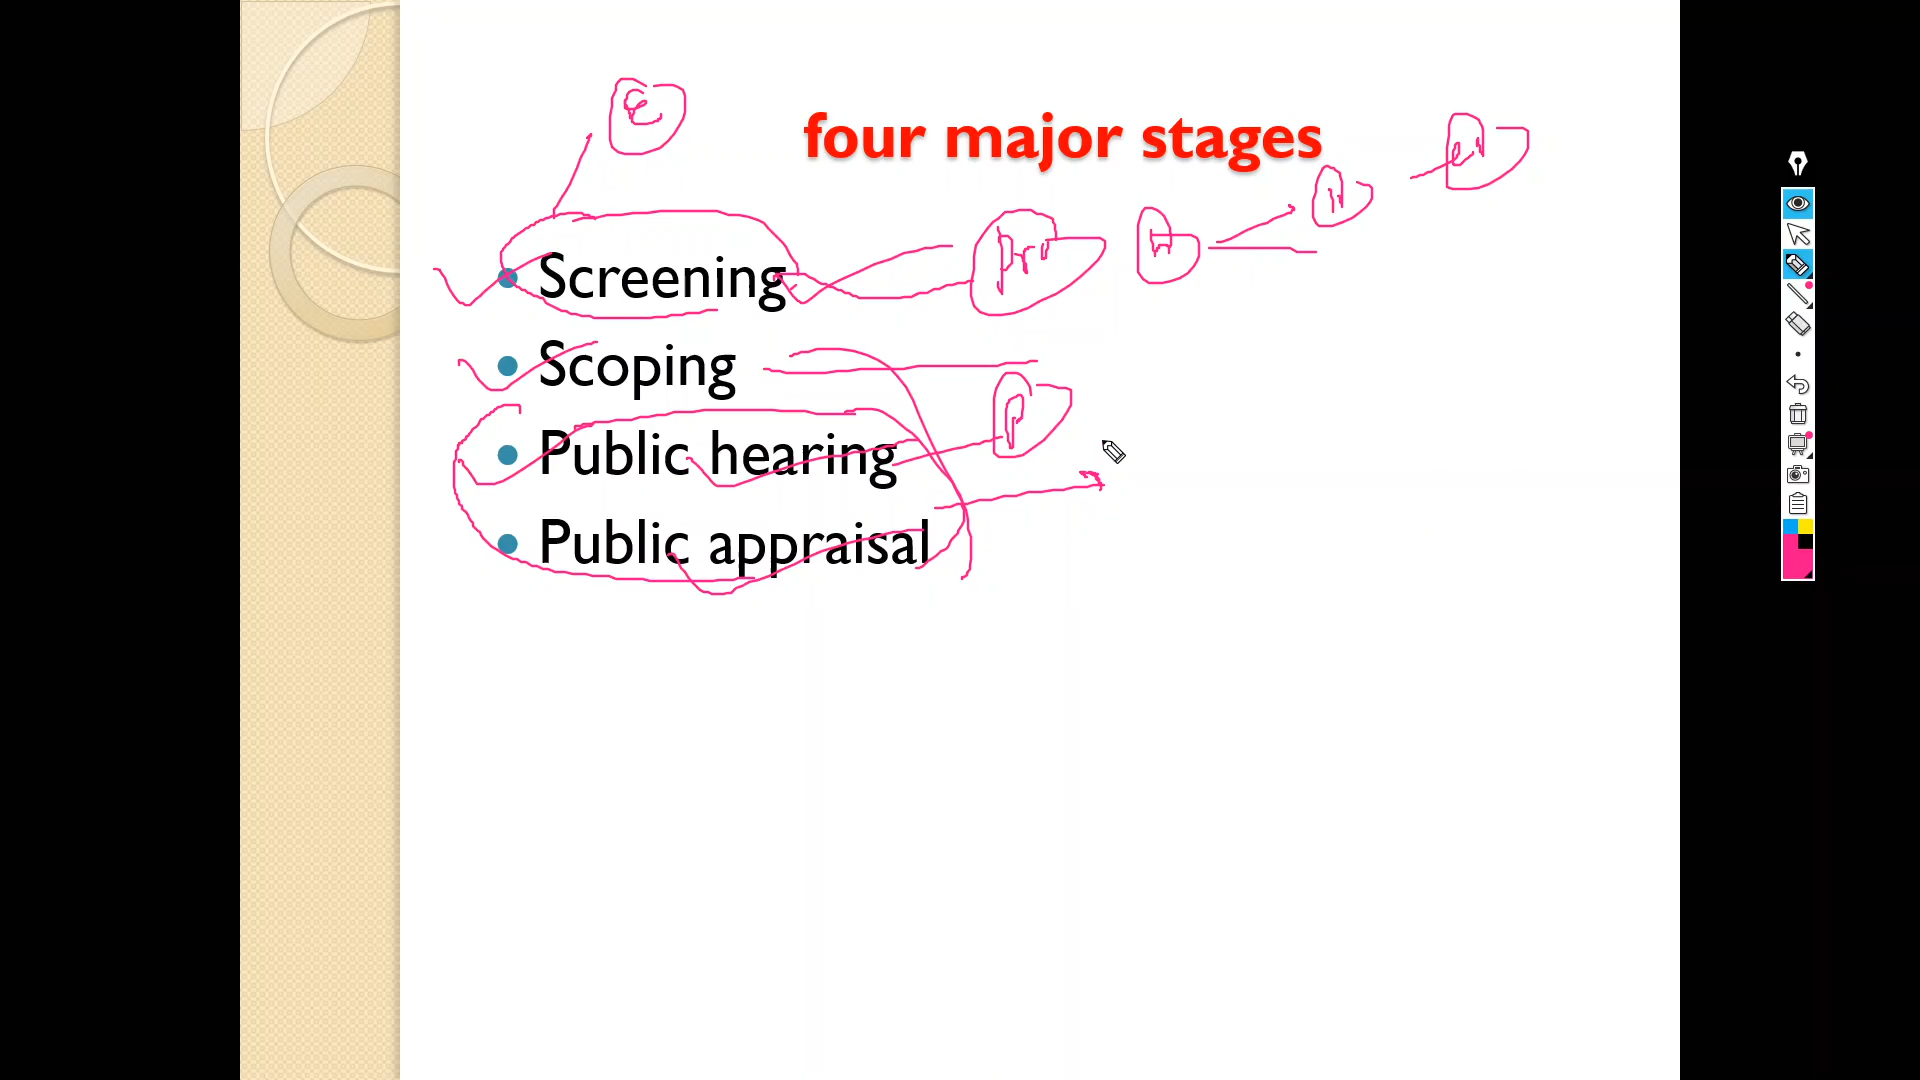 four major stages
Screening
Scoping
Public hearing
Public appraisal